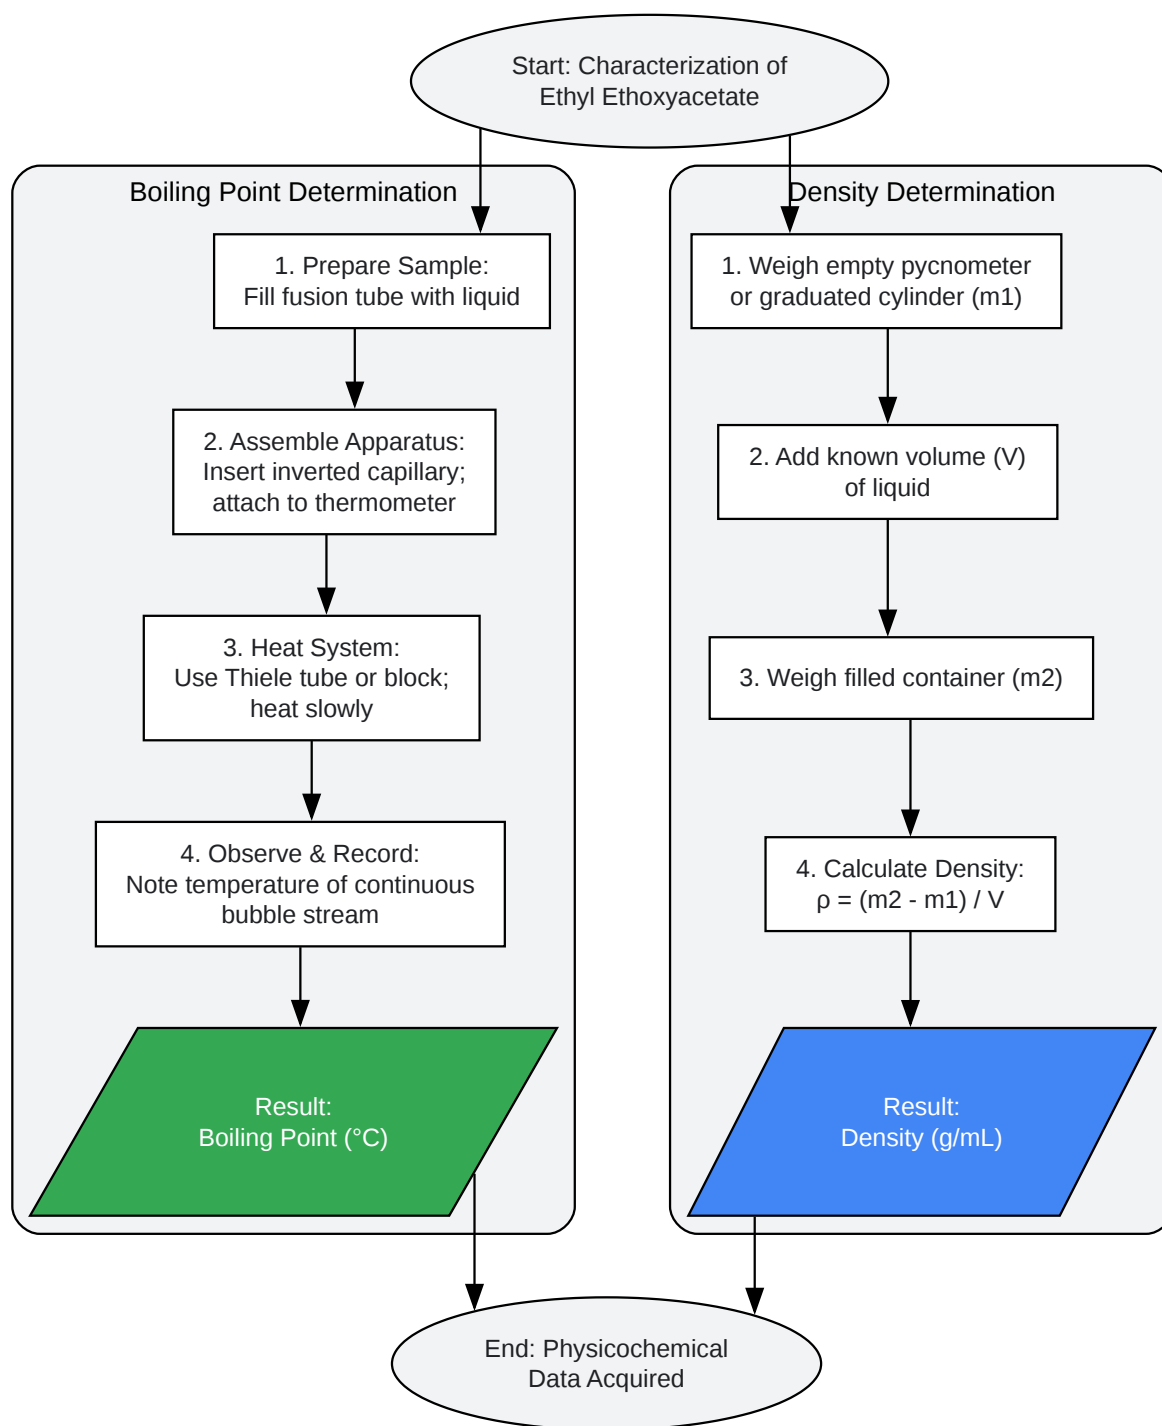 Start: Characterization of
Ethyl Ethoxyacetate
Boiling Point Determination
1. Prepare Sample:
Fill fusion tube with liquid
2. Assemble Apparatus:
Insert inverted capillary;
attach to thermometer
3. Heat System:
Use Thiele tube or block;
heat slowly
4. Observe & Record:
Note temperature of continuous
bubble stream
Result:
Boiling Point (°C)
Density Determination
1. Weigh empty pycnometer
or graduated cylinder (m1)
2. Add known volume (V)
of liquid
3. Weigh filled container (m2)
4. Calculate Density:
ρ = (m2 - m1) / V
Result:
Density (g/mL)
End: Physicochemical
Data Acquired